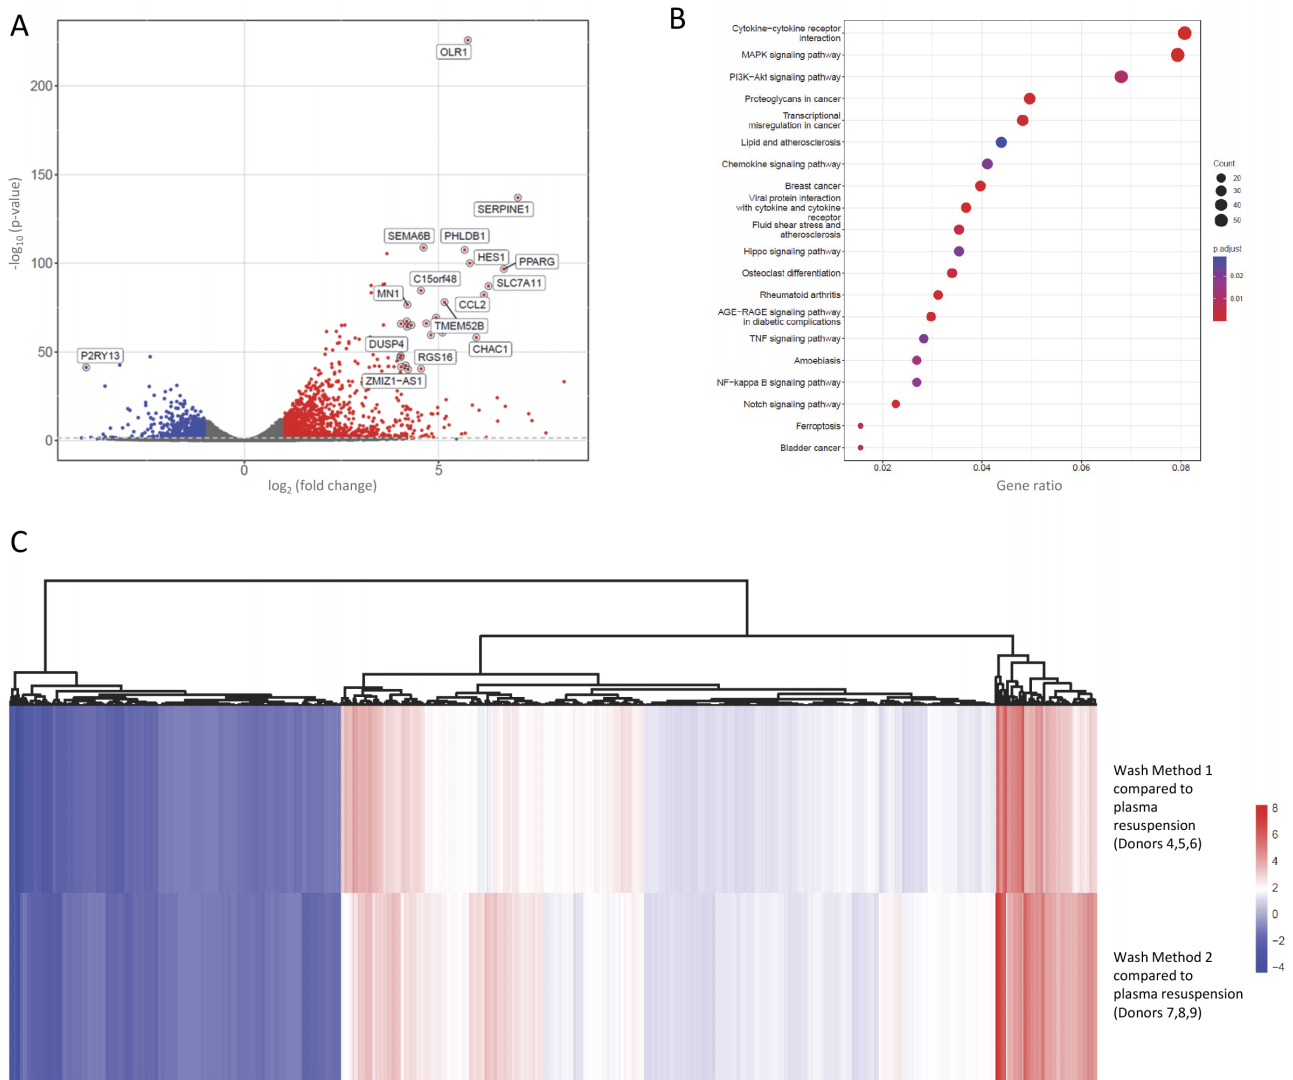 A
OLR1
SERPINE1
SEMA6B
PHLDB1
HES1
PPARG
C15orf48
SLC7A11
MN1
CCL2
TMEM52B
DUSP4
CHAC1
P2RY13
RGS16
ZMIZ1−AS1
200
150
100
50
0
-log10 (p-value)
0
5
log2 (fold change)
B
Cytokine−cytokine receptor
interaction
MAPK signaling pathway
PI3K−Akt signaling pathway
Proteoglycans in cancer
Transcriptional
misregulation in cancer
Lipid and atherosclerosis
Chemokine signaling pathway
Breast cancer
Viral protein interaction
with cytokine and cytokine
receptor
Fluid shear stress and
atherosclerosis
Hippo signaling pathway
Osteoclast differentiation
Rheumatoid arthritis
AGE−RAGE signaling pathway
in diabetic complications
TNF signaling pathway
Amoebiasis
NF−kappa B signaling pathway
Notch signaling pathway
Ferroptosis
Bladder cancer
0.02
0.04
0.06
0.08
Gene ratio
Count
20
30
40
50
p.adjust
0.02
0.01
C
Wash Method 1
compared to
plasma
resuspension
(Donors 4,5,6)
Wash Method 2
compared to
plasma resuspension
(Donors 7,8,9)
8
6
4
2
0
−2
−4